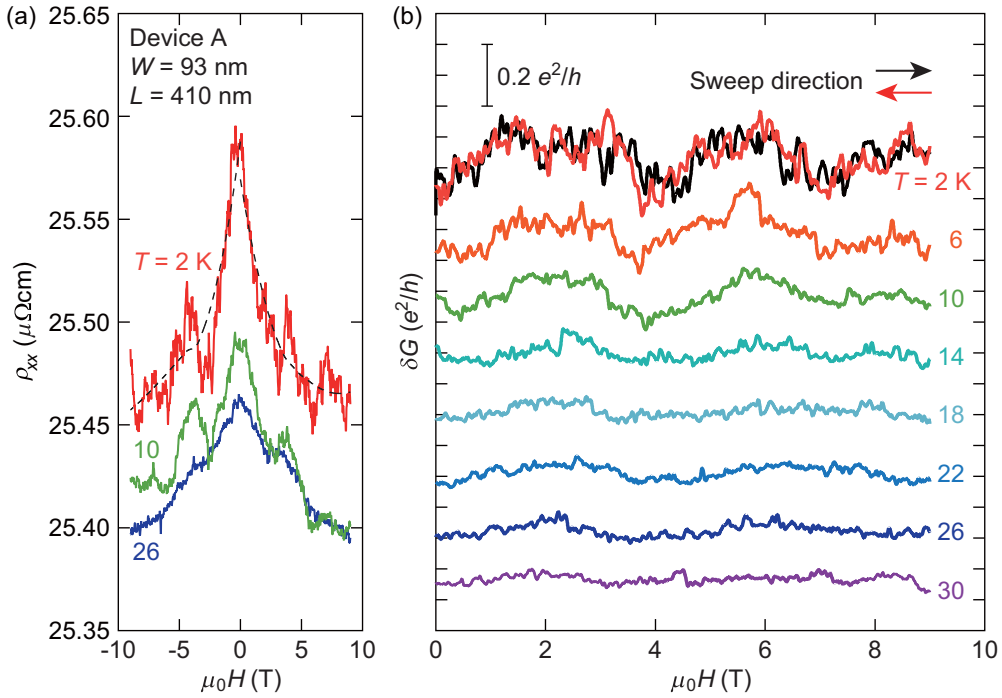 (a)
25.65
25.60
25.55
25.50
25.45
25.40
25.35
ρxx (μΩcm)
Device A
W = 93 nm
L = 410 nm
T = 2 K
10
26
-10
-5
0
5
10
μ0H (T)
(b)
0.2 e²/h
Sweep direction
T = 2 K
6
10
14
18
22
26
30
δG (e²/h)
0
2
4
6
8
10
μ0H (T)